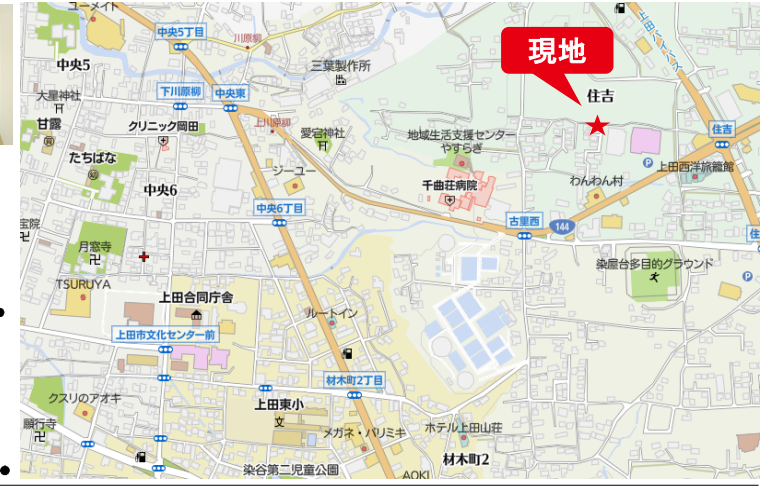 ユーメイト
中央5丁目
川原柳
上田バイパス
現地
中央5
三葉製作所
住吉
大星神社
下川原柳
中央東
甘露
クリニック岡田
上川原柳
愛宕神社
地域生活支援センター
やすらぎ
住吉
たちばな
ジーユー
上田西洋旅籠館
中央6
千曲荘病院
わんわん村
宝院
中央6丁目
古里西
144
住
月窓寺
染屋台多目的グラウンド
TSURUYA
上田合同庁舎
ルートイン
上田市文化センター前
材木町2丁目
クスリのアオキ
上田東小
願行寺
メガネ・パリミキ
ホテル上田山荘
材木町2
染谷第二児童公園
AOKI